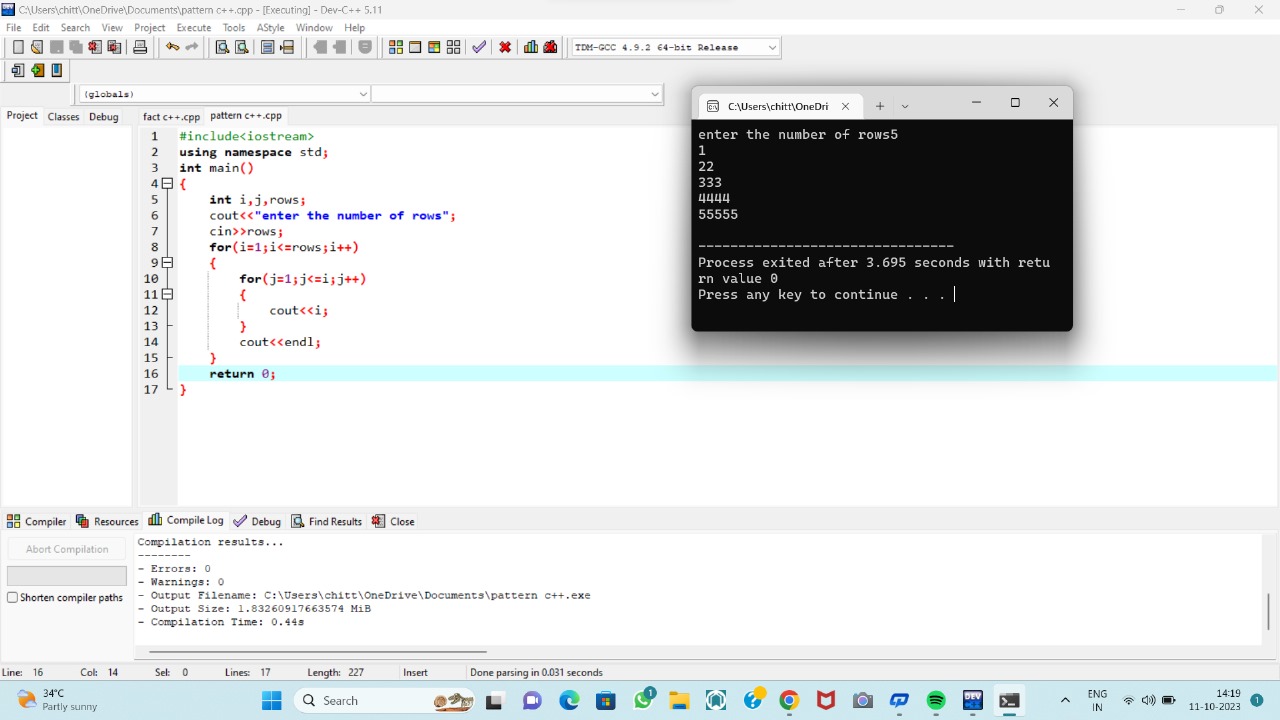 C:\Users\chitt\OneDrive\Documents\pattern c++.cpp - [Executing] - Dev-C++ 5.11
File Edit Search View Project Execute Tools AStyle Window Help
TDM-GCC 4.9.2 64-bit Release
(globals)
Project Classes Debug
fact c++.cpp pattern c++.cpp
1 #include<iostream>
2 using namespace std;
3 int main()
4 {
5 int i,j,rows;
6 cout<<"enter the number of rows";
7 cin>>rows;
8 for(i=1;i<=rows;i++)
9 {
10 for(j=1;j<=i;j++)
11 {
12 cout<<i;
13 }
14 cout<<endl;
15 }
16 return 0;
17 }
C:\Users\chitt\OneDri
enter the number of rows5
1
22
333
4444
55555
--------------------------------
Process exited after 3.695 seconds with retu
rn value 0
Press any key to continue . . .
Compiler Resources Compile Log Debug Find Results Close
Abort Compilation
Shorten compiler paths
Compilation results...
--------
- Errors: 0
- Warnings: 0
- Output Filename: C:\Users\chitt\OneDrive\Documents\pattern c++.exe
- Output Size: 1.83260917663574 MiB
- Compilation Time: 0.44s
Line: 16 Col: 14 Sel: 0 Lines: 17 Length: 227 Insert Done parsing in 0.031 seconds
34°C
Partly sunny
Search
1
DEV
ENG
IN
14:19
11-10-2023
1